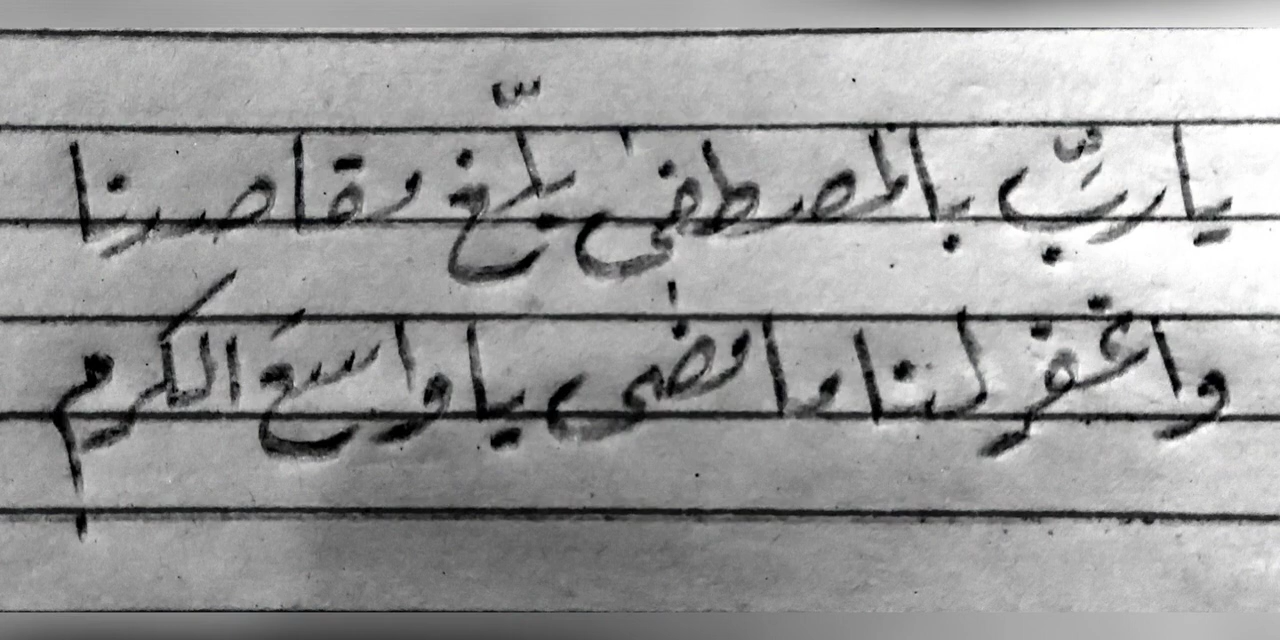 يا ربِّ بالمصطفىٰ بلّغ مقاصدنا
واغفر لنا ما مضىٰ يا واسعَ الكرم